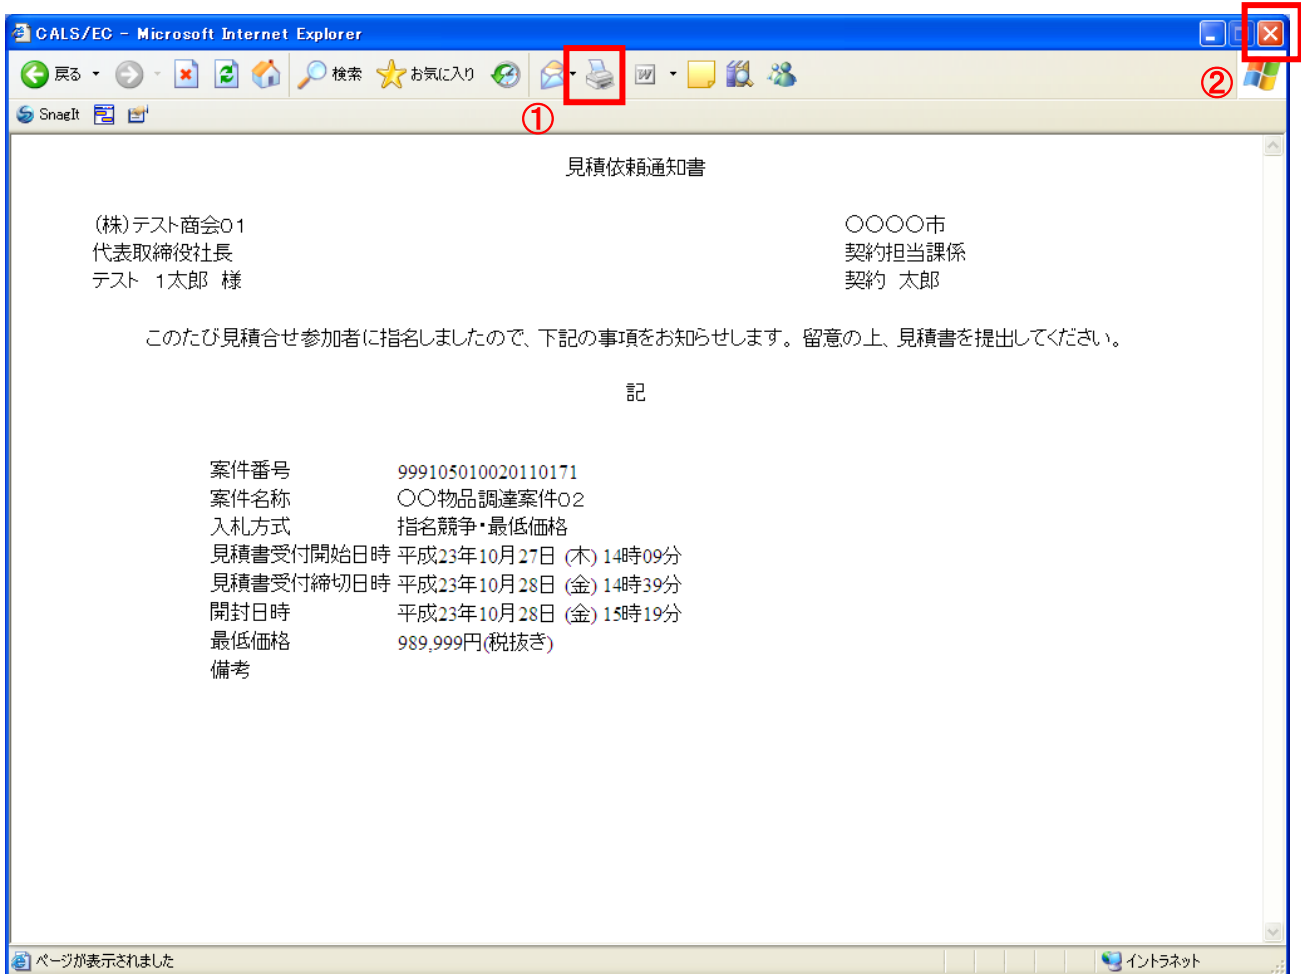 CALS/EC - Microsoft Internet Explorer
戻る 検索 お気に入り
②
SnagIt
①
見積依頼通知書
(株)テスト商会01 〇〇〇〇市
代表取締役社長 契約担当課係
テスト 1太郎 様 契約 太郎
このたび見積合せ参加者に指名しましたので、下記の事項をお知らせします。留意の上、見積書を提出してください。
記
案件番号 999105010020110171
案件名称 〇〇物品調達案件02
入札方式 指名競争・最低価格
見積書受付開始日時 平成23年10月27日 (木) 14時09分
見積書受付締切日時 平成23年10月28日 (金) 14時39分
開封日時 平成23年10月28日 (金) 15時19分
最低価格 989,999円(税抜き)
備考
ページが表示されました イントラネット